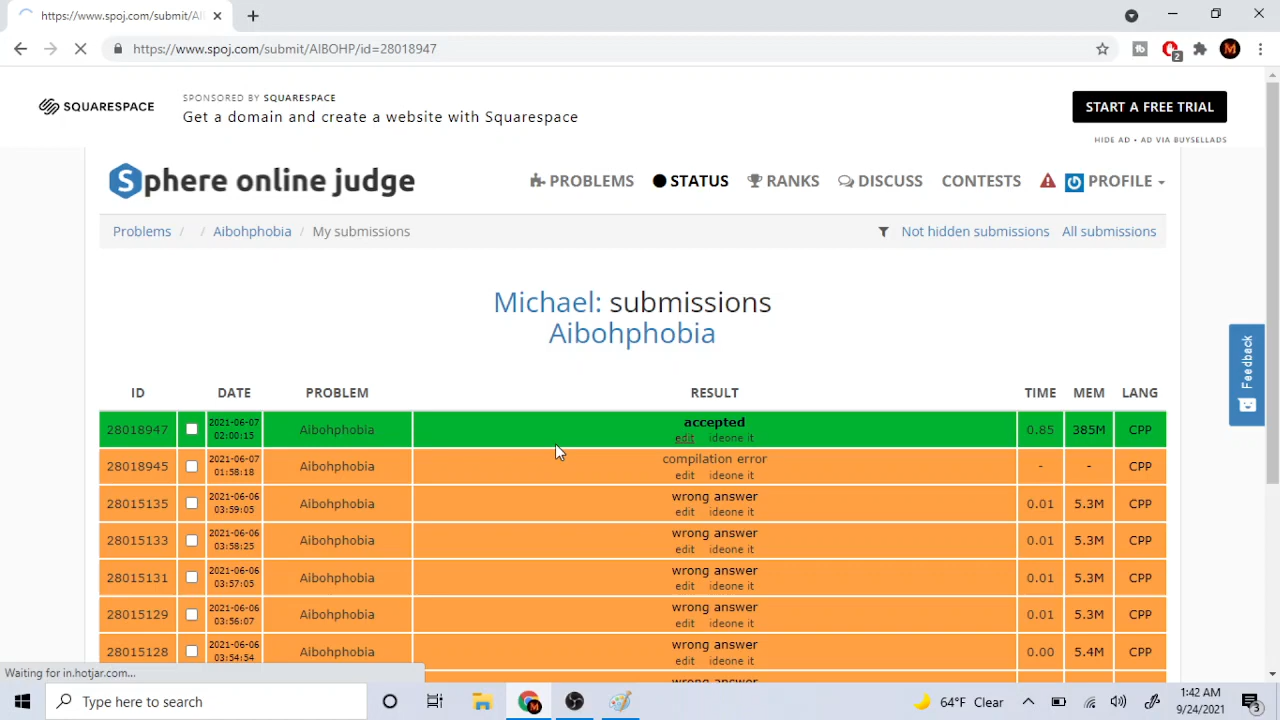 https://www.spoj.com/submit/AI
https://www.spoj.com/submit/AIBOHP/id=28018947
2
M
SQUARESPACE
SPONSORED BY SQUARESPACE
Get a domain and create a website with Squarespace
START A FREE TRIAL
HIDE AD • AD VIA BUYSELLADS
Sphere online judge
PROBLEMS STATUS RANKS DISCUSS CONTESTS PROFILE
Problems / / Aibohphobia / My submissions
Not hidden submissions All submissions
Michael: submissions
Aibohphobia
Feedback
ID DATE PROBLEM RESULT TIME MEM LANG
28018947 2021-06-07 02:00:15 Aibohphobia accepted edit ideone it 0.85 385M CPP
28018945 2021-06-07 01:58:18 Aibohphobia compilation error edit ideone it - - CPP
28015135 2021-06-06 03:59:05 Aibohphobia wrong answer edit ideone it 0.01 5.3M CPP
28015133 2021-06-06 03:58:25 Aibohphobia wrong answer edit ideone it 0.01 5.3M CPP
28015131 2021-06-06 03:57:05 Aibohphobia wrong answer edit ideone it 0.01 5.3M CPP
28015129 2021-06-06 03:56:07 Aibohphobia wrong answer edit ideone it 0.01 5.3M CPP
28015128 2021-06-06 03:54:54 Aibohphobia wrong answer edit ideone it 0.00 5.4M CPP
wrong answer
Waiting for in.hotjar.com...
Type here to search
64°F Clear
1:42 AM
9/24/2021
3